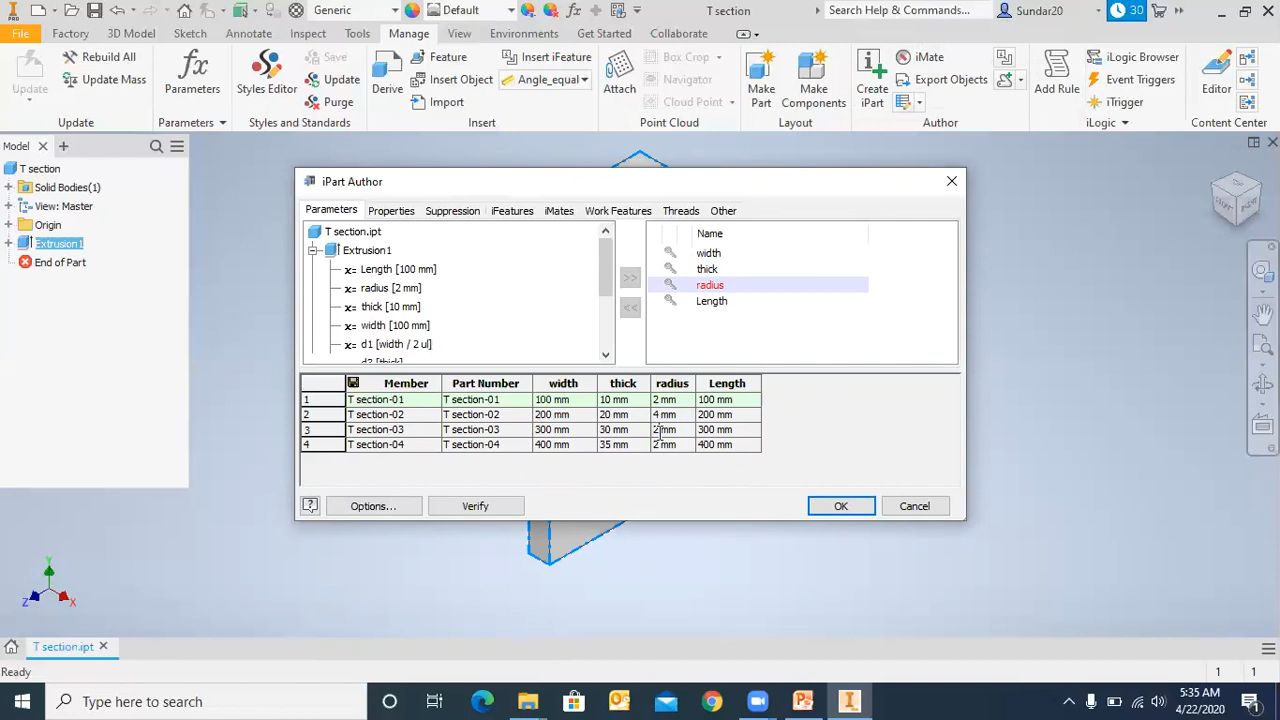 I PRO
Generic
Default
fx
T section
Search Help & Commands...
Sundar20
30
File
Factory
3D Model
Sketch
Annotate
Inspect
Tools
Manage
View
Environments
Get Started
Collaborate
Update
Rebuild All
Update Mass
Update
fx
Parameters
Parameters
Styles Editor
Save
Update
Purge
Styles and Standards
Derive
Feature
Insert Object
Import
Insert iFeature
Angle_equal
Insert
Attach
Box Crop
Navigator
Cloud Point
Point Cloud
Make Part
Make Components
Layout
Create iPart
iMate
Export Objects
Author
Add Rule
iLogic Browser
Event Triggers
iTrigger
iLogic
Editor
Content Center
Model
T section
Solid Bodies(1)
View: Master
Origin
Extrusion1
End of Part
iPart Author
Parameters
Properties
Suppression
iFeatures
iMates
Work Features
Threads
Other
T section.ipt
Extrusion1
x= Length [100 mm]
x= radius [2 mm]
x= thick [10 mm]
x= width [100 mm]
x= d1 [width / 2 ul]
d2 [thick]
>>
<<
Name
width
thick
radius
Length
Member Part Number width thick radius Length
1 T section-01 T section-01 100 mm 10 mm 2 mm 100 mm
2 T section-02 T section-02 200 mm 20 mm 4 mm 200 mm
3 T section-03 T section-03 300 mm 30 mm 2 mm 300 mm
4 T section-04 T section-04 400 mm 35 mm 2 mm 400 mm
?
Options...
Verify
OK
Cancel
Y
Z
X
T section.ipt
Ready
1
1
Type here to search
5:35 AM
4/22/2020